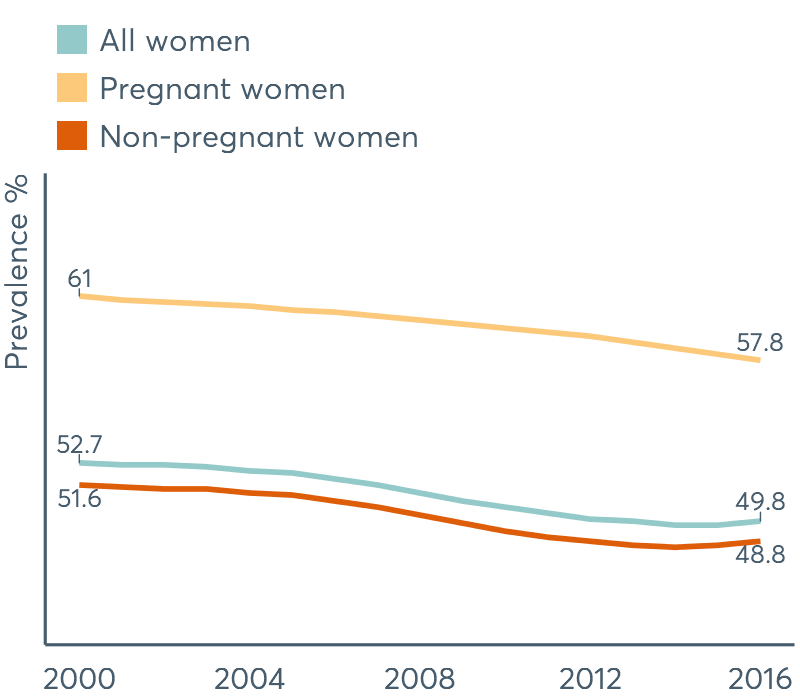 All women
Pregnant women
Non-pregnant women
Prevalence %
61
57.8
52.7
51.6
49.8
48.8
2000 2004 2008 2012 2016